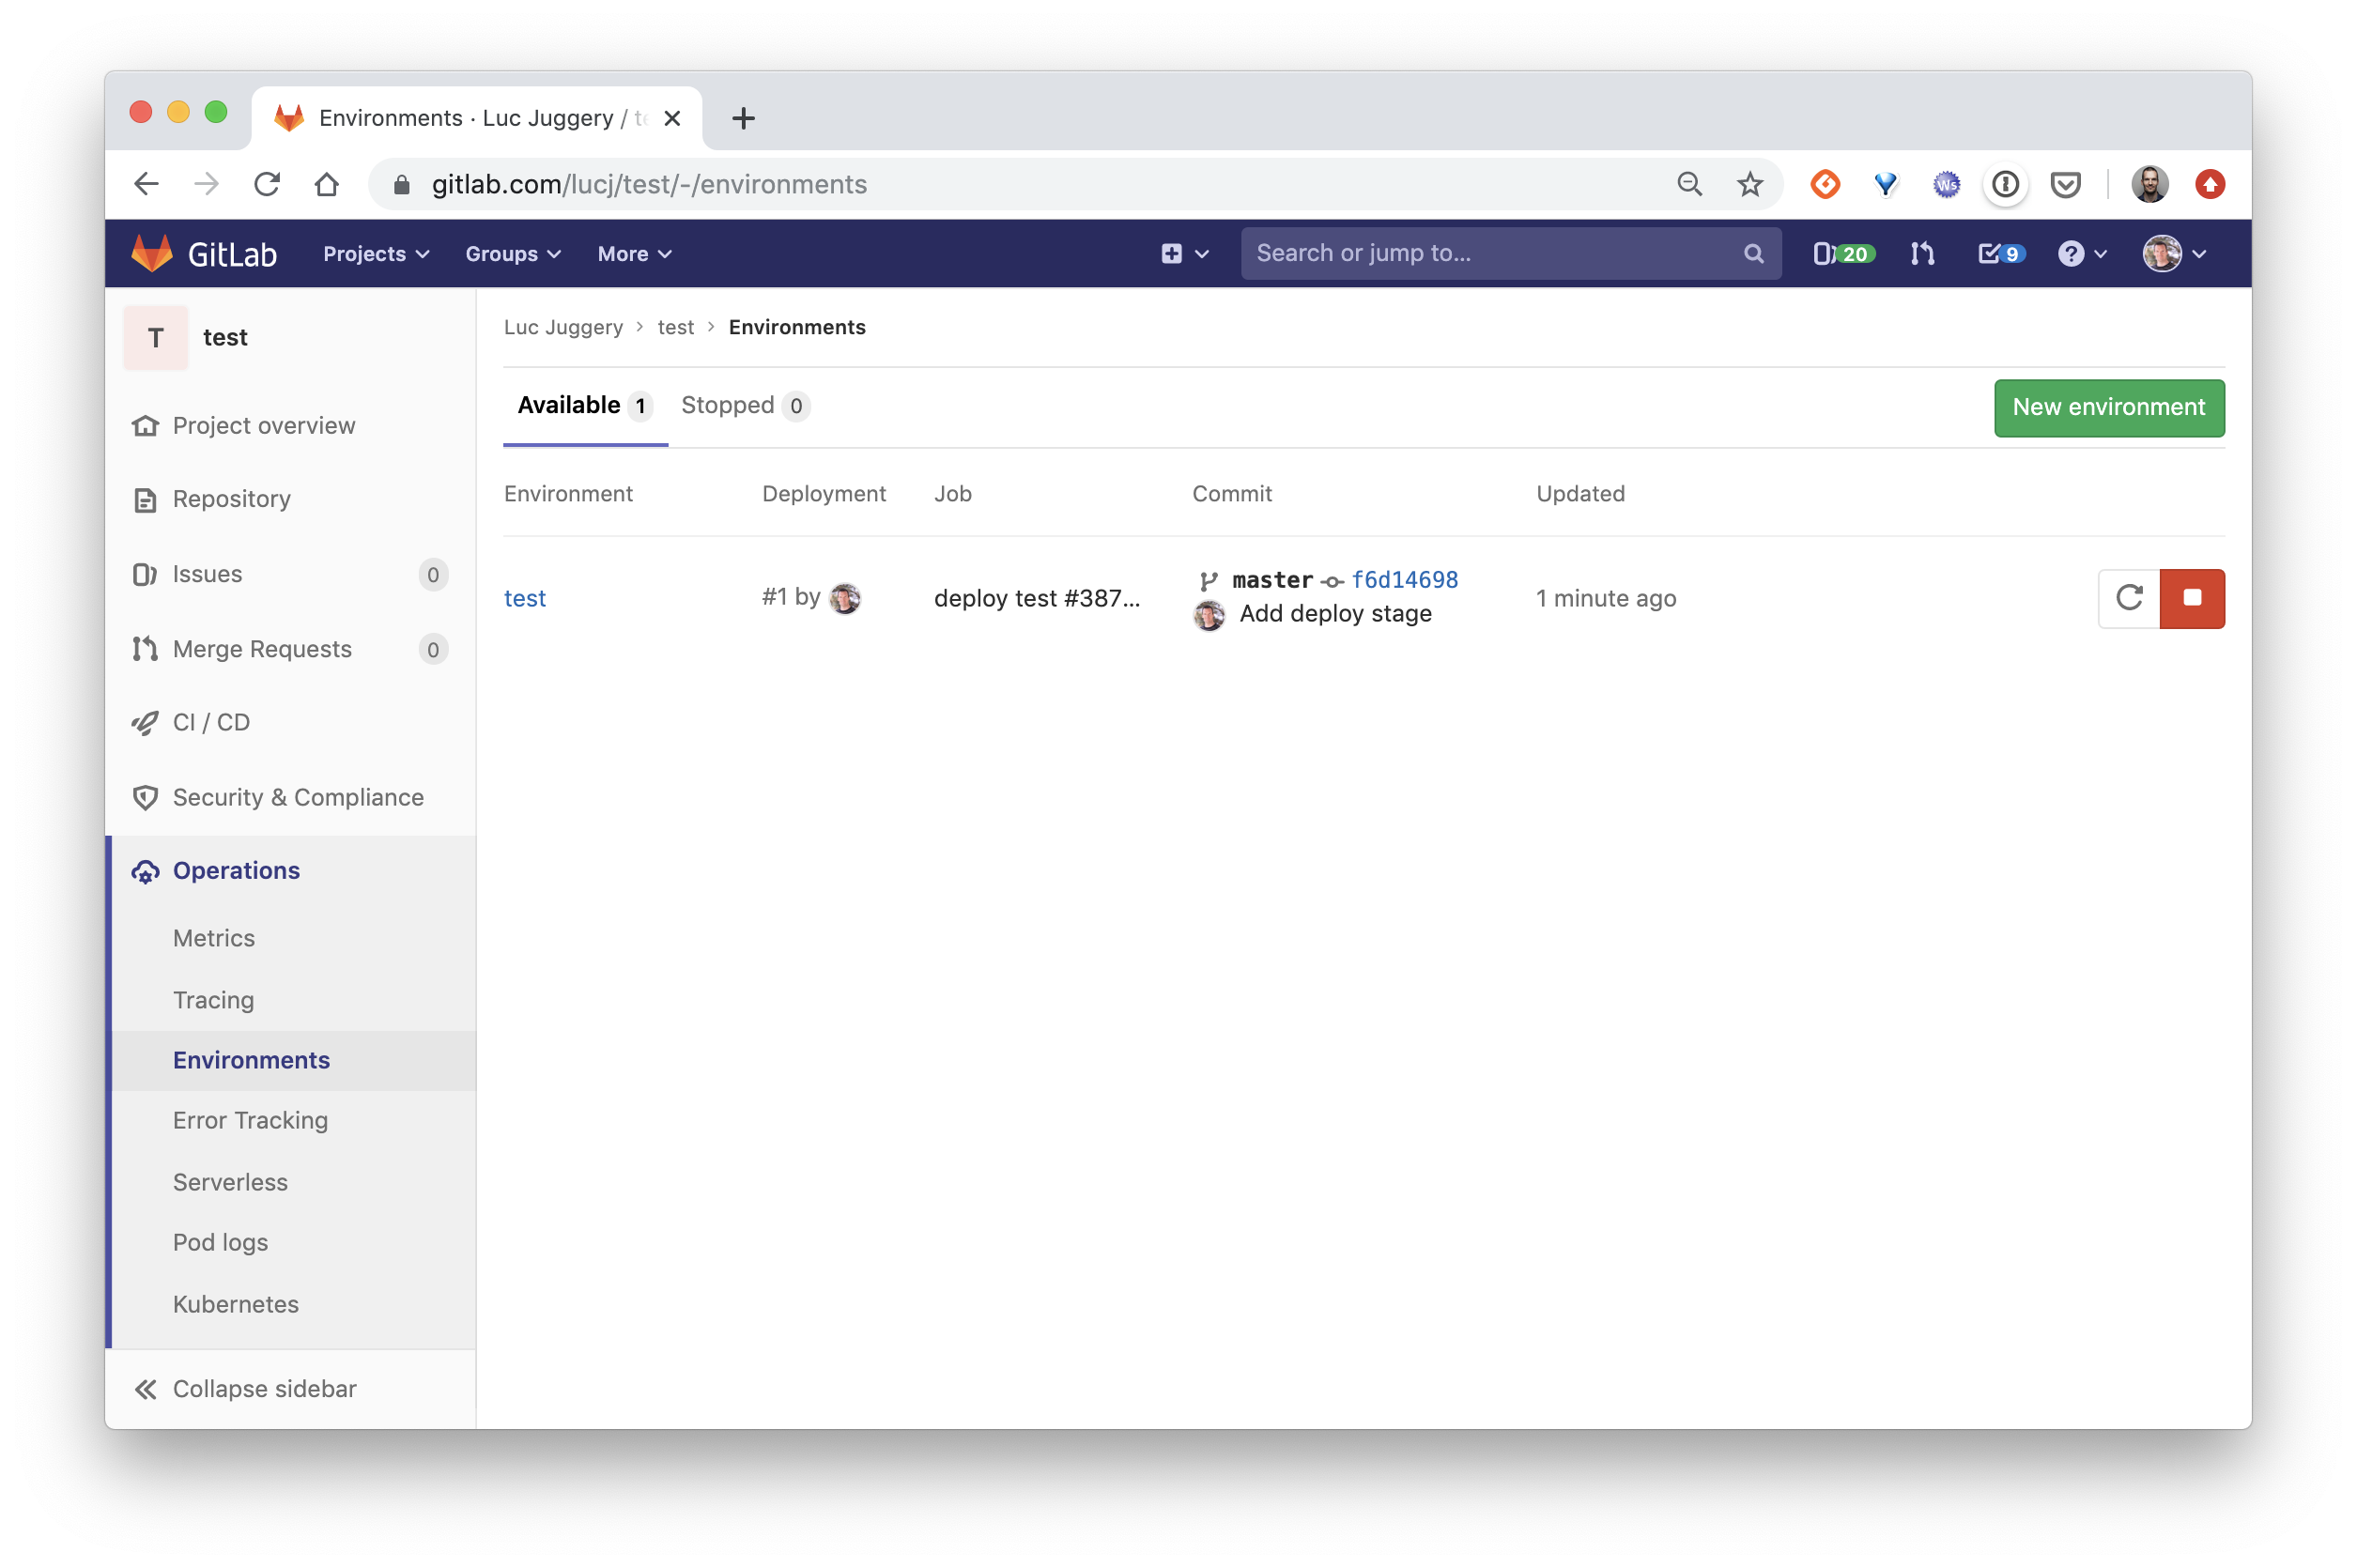 Environments · Luc Juggery / te
gitlab.com/lucj/test/-/environments
Ws
GitLab Projects Groups More Search or jump to... 20 9 ?
T test
Project overview
Repository
Issues 0
Merge Requests 0
CI / CD
Security & Compliance
Operations
Metrics
Tracing
Environments
Error Tracking
Serverless
Pod logs
Kubernetes
Collapse sidebar
Luc Juggery > test > Environments
Available 1 Stopped 0 New environment
Environment Deployment Job Commit Updated
test #1 by deploy test #387... master f6d14698 1 minute ago
Add deploy stage